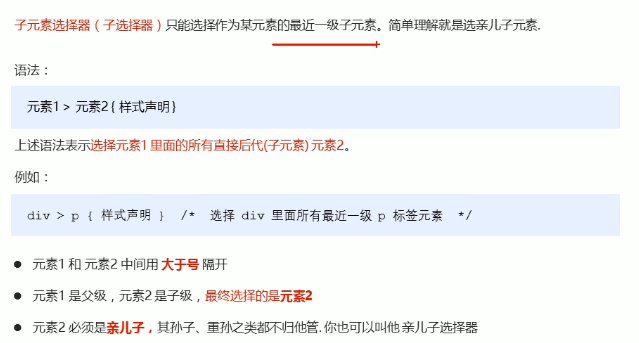 子元素选择器（子选择器）只能选择作为某元素的最近一级子元素。简单理解就是选亲儿子元素.
语法：
元素1 > 元素2 { 样式声明 }
上述语法表示选择元素1 里面的所有直接后代(子元素) 元素2。
例如：
div > p { 样式声明 }  /*  选择 div 里面所有最近一级 p 标签元素  */
● 元素1 和 元素2 中间用 大于号 隔开
● 元素1 是父级，元素2 是子级，最终选择的是元素2
● 元素2 必须是亲儿子，其孙子、重孙之类都不归他管. 你也可以叫他 亲儿子选择器